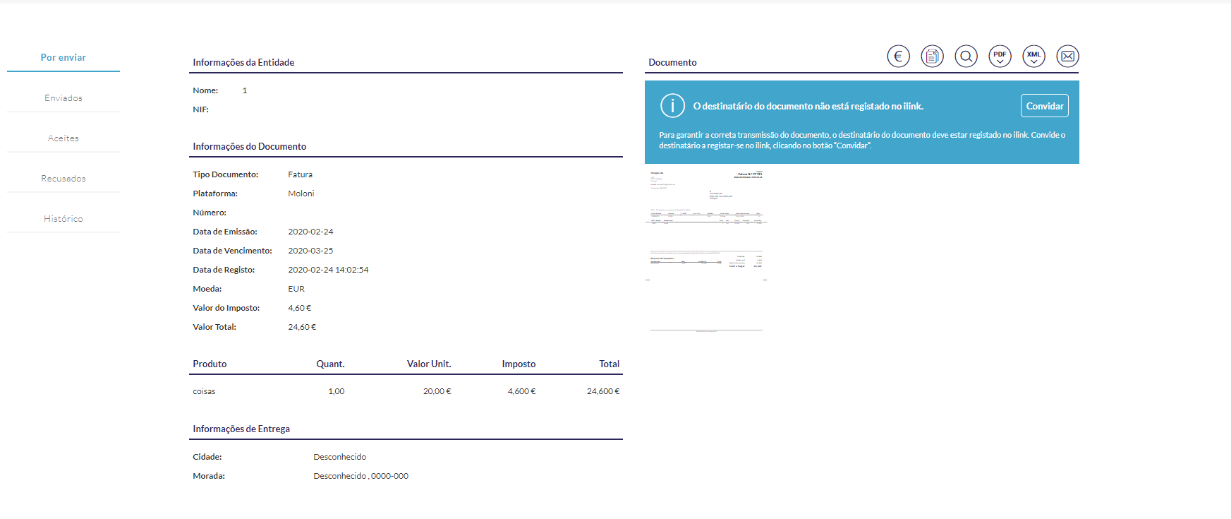 Por enviar
Enviados
Aceites
Recusados
Histórico
Informações da Entidade
Nome: 1
NIF:
Informações do Documento
Tipo Documento: Fatura
Plataforma: Moloni
Número:
Data de Emissão: 2020-02-24
Data de Vencimento: 2020-03-25
Data de Registo: 2020-02-24 14:02:54
Moeda: EUR
Valor do Imposto: 4,60 €
Valor Total: 24,60 €
Produto Quant. Valor Unit. Imposto Total
coisas 1,00 20,00 € 4,600 € 24,600 €
Informações de Entrega
Cidade: Desconhecido
Morada: Desconhecido , 0000-000
Documento
€ PDF XML
i O destinatário do documento não está registado no ilink.
Convidar
Para garantir a correta transmissão do documento, o destinatário do documento deve estar registado no ilink. Convide o
destinatário a registar-se no ilink, clicando no botão "Convidar".